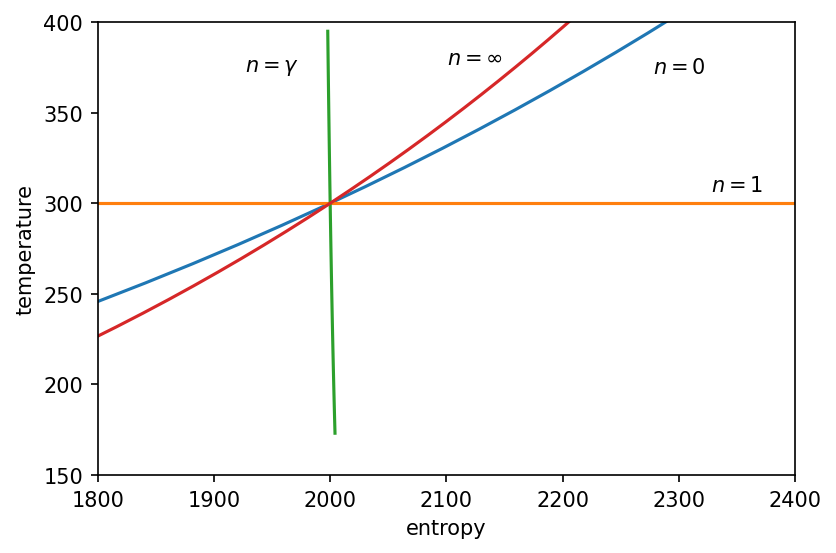 400
n = γ
n = ∞
n = 0
350
n = 1
300
temperature
250
200
150
1800 1900 2000 2100 2200 2300 2400
entropy